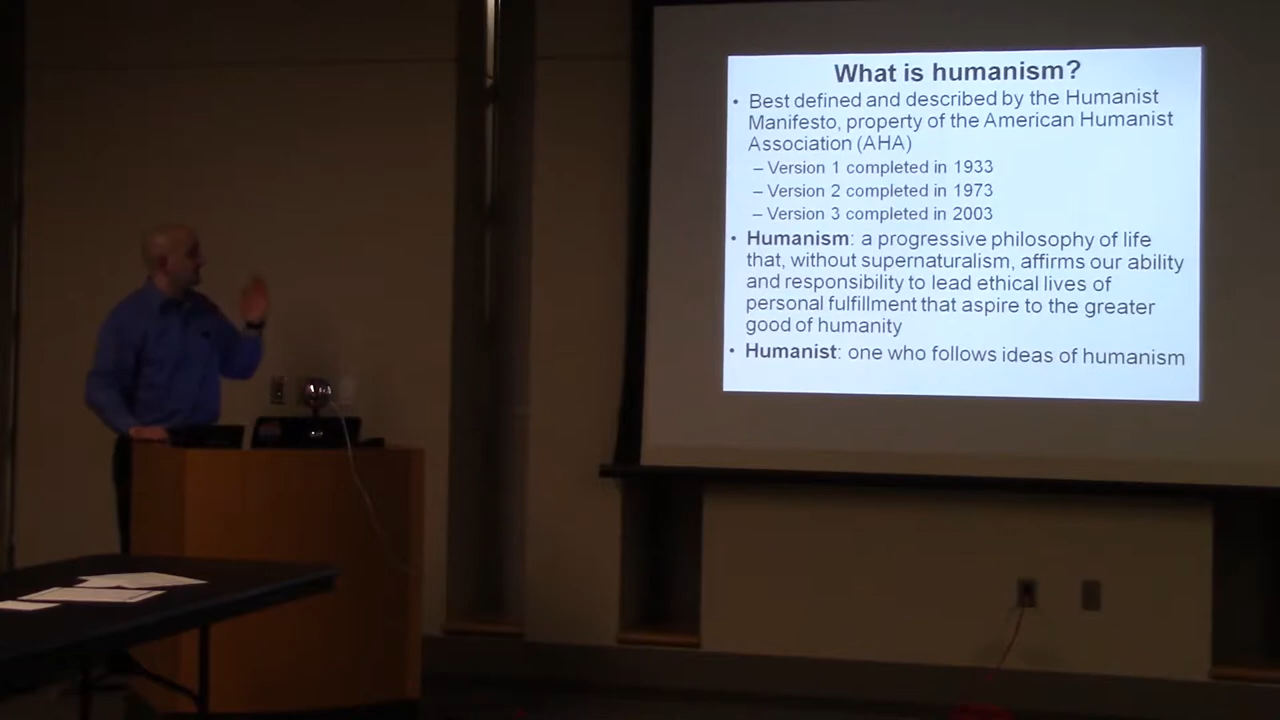 What is humanism?
• Best defined and described by the Humanist
Manifesto, property of the American Humanist
Association (AHA)
– Version 1 completed in 1933
– Version 2 completed in 1973
– Version 3 completed in 2003
• Humanism: a progressive philosophy of life
that, without supernaturalism, affirms our ability
and responsibility to lead ethical lives of
personal fulfillment that aspire to the greater
good of humanity
• Humanist: one who follows ideas of humanism